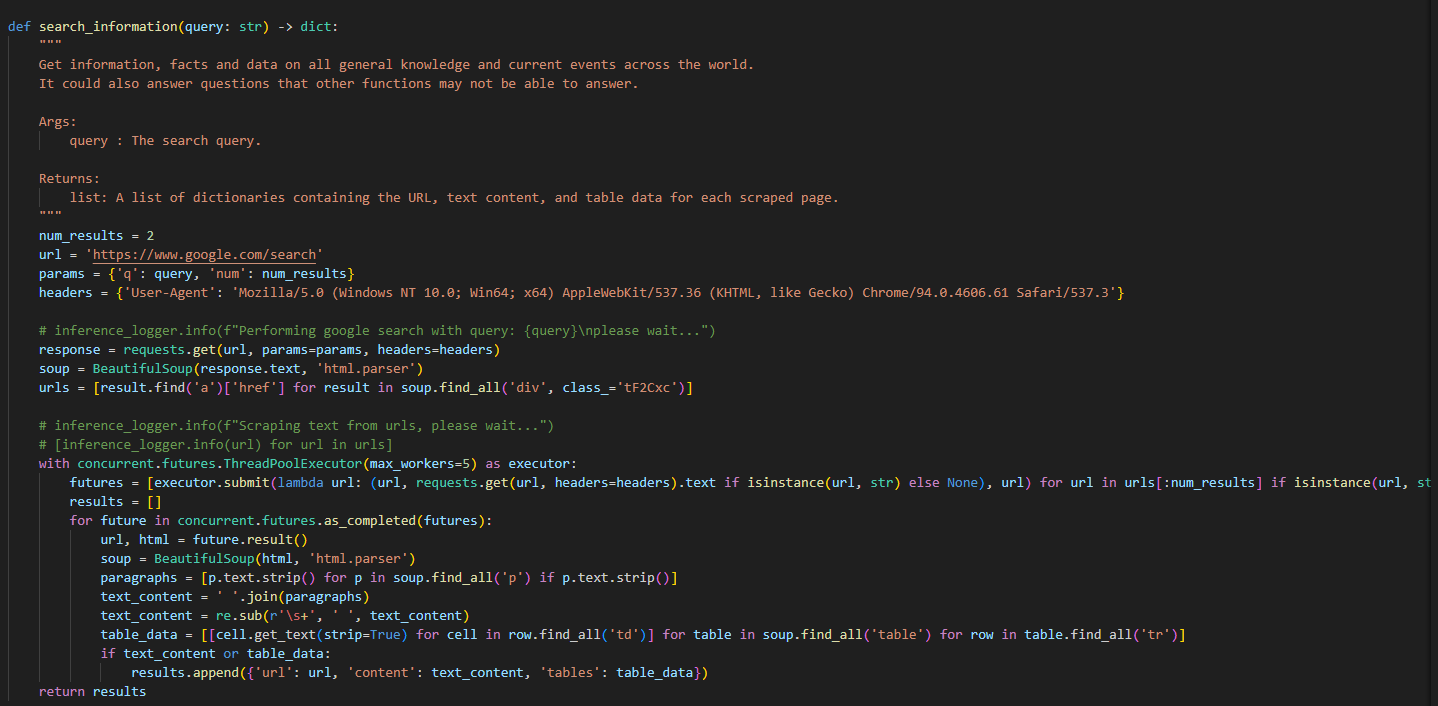 def search_information(query: str) -> dict:
    """
    Get information, facts and data on all general knowledge and current events across the world.
    It could also answer questions that other functions may not be able to answer.

    Args:
        query : The search query.

    Returns:
        list: A list of dictionaries containing the URL, text content, and table data for each scraped page.
    """
    num_results = 2
    url = 'https://www.google.com/search'
    params = {'q': query, 'num': num_results}
    headers = {'User-Agent': 'Mozilla/5.0 (Windows NT 10.0; Win64; x64) AppleWebKit/537.36 (KHTML, like Gecko) Chrome/94.0.4606.61 Safari/537.3'}

    # inference_logger.info(f"Performing google search with query: {query}\nplease wait...")
    response = requests.get(url, params=params, headers=headers)
    soup = BeautifulSoup(response.text, 'html.parser')
    urls = [result.find('a')['href'] for result in soup.find_all('div', class_='tF2Cxc')]

    # inference_logger.info(f"Scraping text from urls, please wait...")
    # [inference_logger.info(url) for url in urls]
    with concurrent.futures.ThreadPoolExecutor(max_workers=5) as executor:
        futures = [executor.submit(lambda url: (url, requests.get(url, headers=headers).text if isinstance(url, str) else None), url) for url in urls[:num_results] if isinstance(url, st
        results = []
        for future in concurrent.futures.as_completed(futures):
            url, html = future.result()
            soup = BeautifulSoup(html, 'html.parser')
            paragraphs = [p.text.strip() for p in soup.find_all('p') if p.text.strip()]
            text_content = ' '.join(paragraphs)
            text_content = re.sub(r'\s+', ' ', text_content)
            table_data = [[cell.get_text(strip=True) for cell in row.find_all('td')] for table in soup.find_all('table') for row in table.find_all('tr')]
            if text_content or table_data:
                results.append({'url': url, 'content': text_content, 'tables': table_data})
    return results